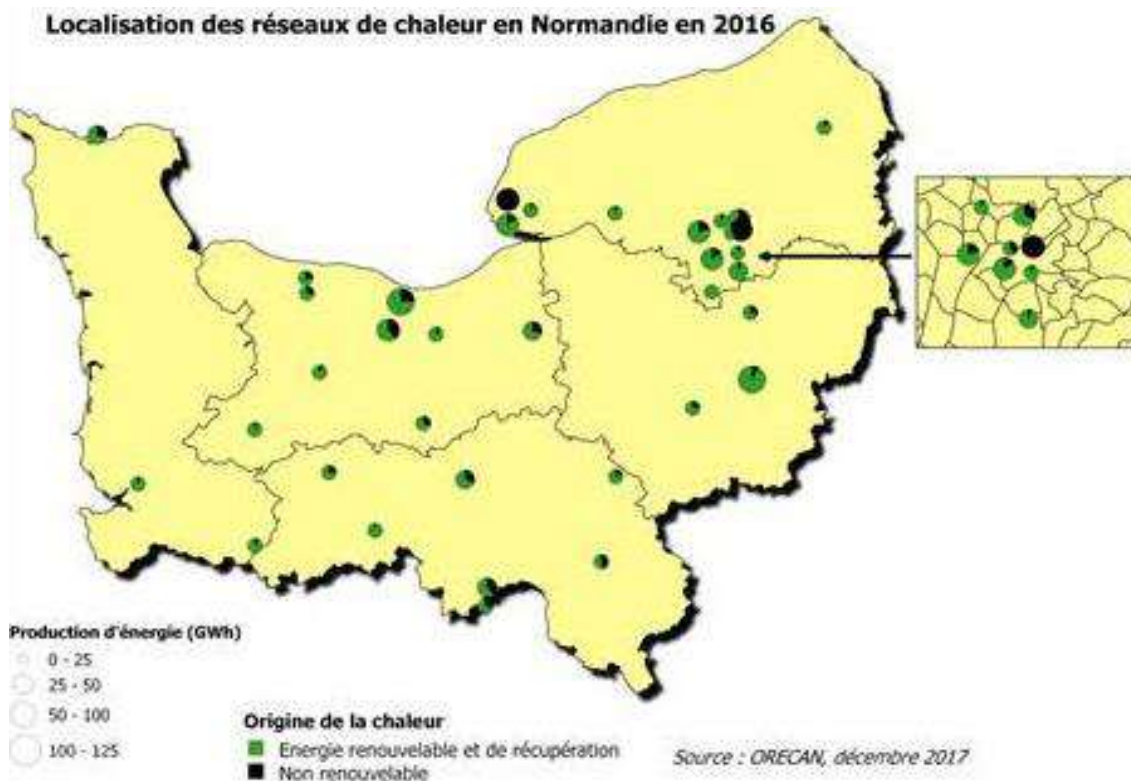 Localisation des réseaux de chaleur en Normandie en 2016
Production d'énergie (GWh)
0 - 25
25 - 50
50 - 100
100 - 125
Origine de la chaleur
Energie renouvelable et de récupération
Non renouvelable
Source : ORECAN, décembre 2017